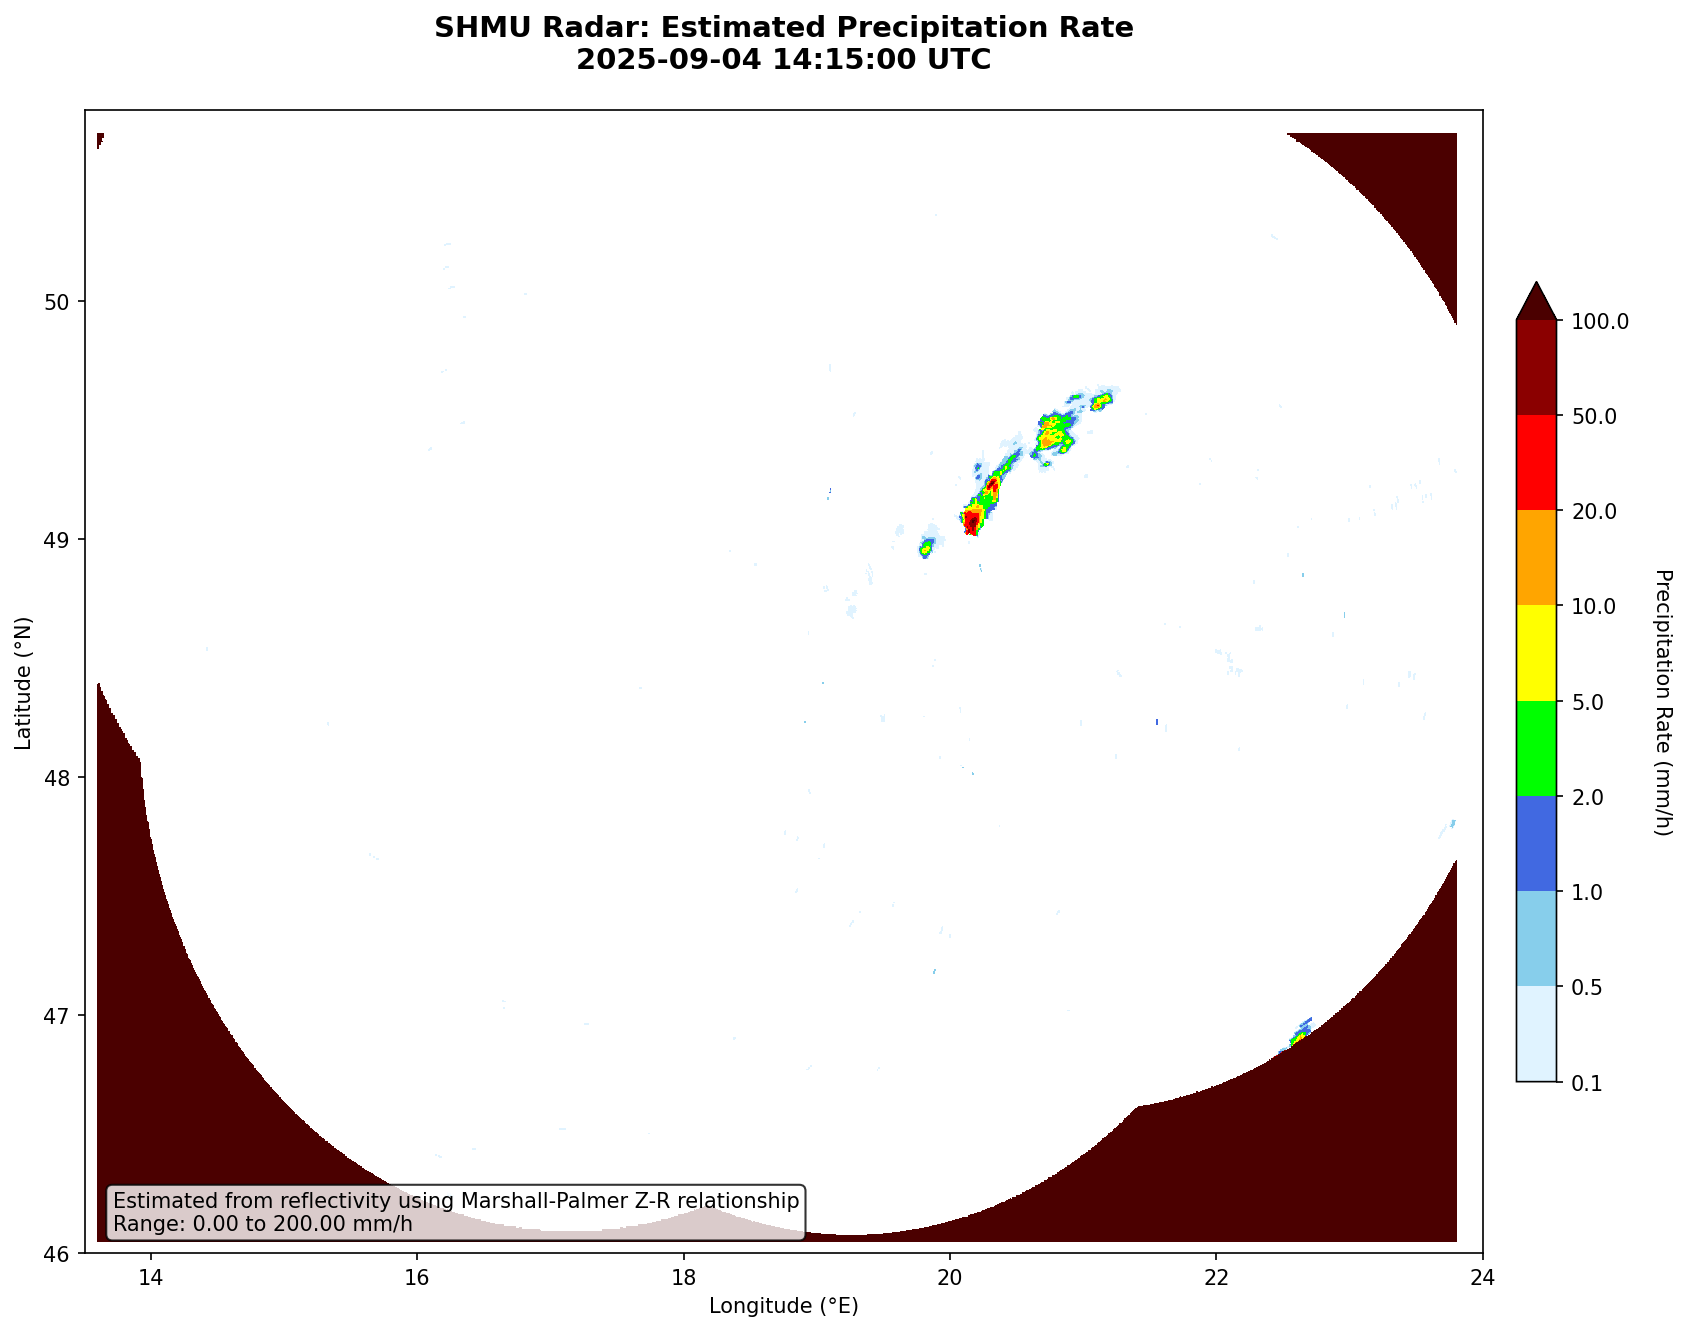 SHMU Radar: Estimated Precipitation Rate
2025-09-04 14:15:00 UTC
50
49
48
47
46
Latitude (°N)
14
16
18
20
22
24
Longitude (°E)
Estimated from reflectivity using Marshall-Palmer Z-R relationship
Range: 0.00 to 200.00 mm/h
100.0
50.0
20.0
10.0
5.0
2.0
1.0
0.5
0.1
Precipitation Rate (mm/h)